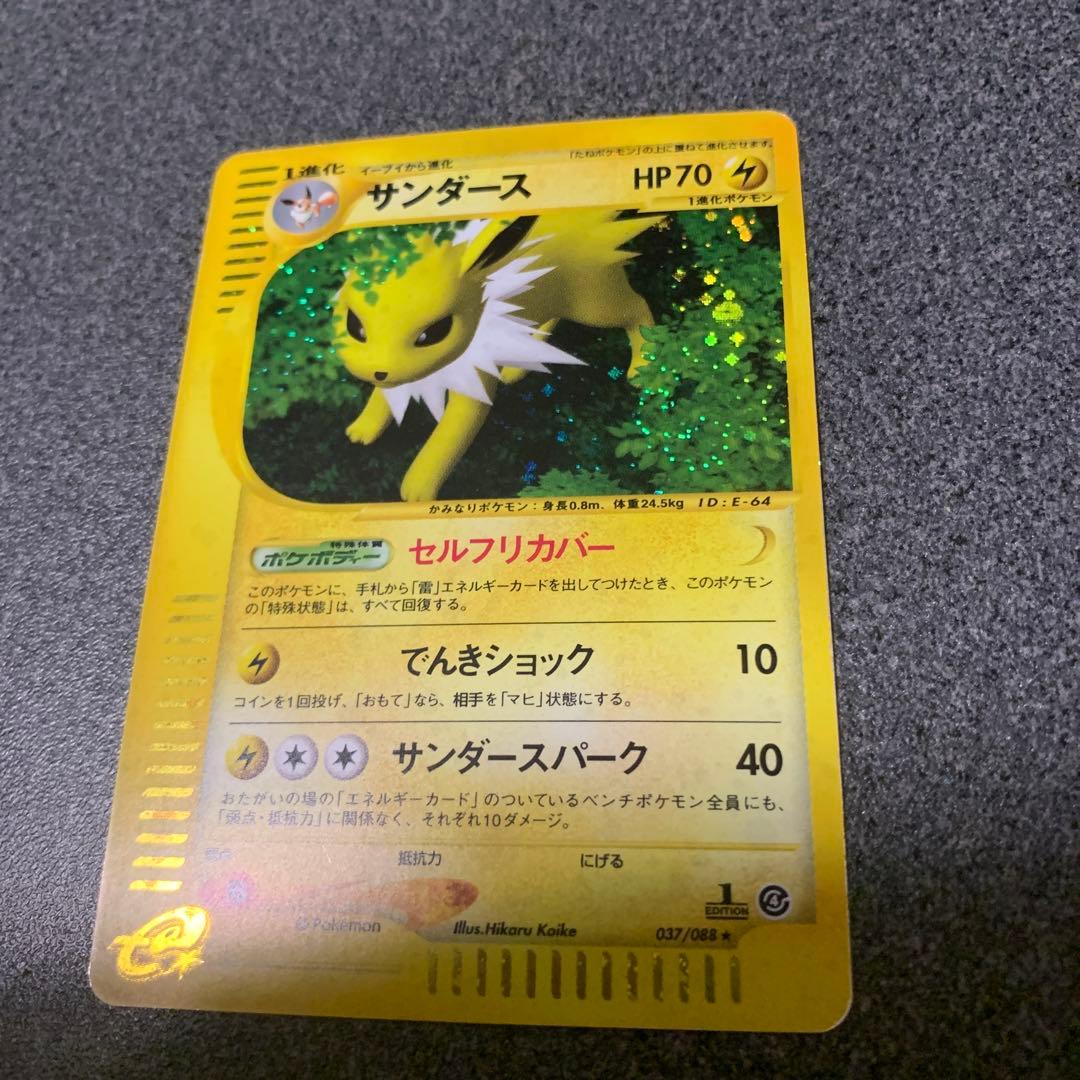 1進化 イーブイから進化 「たねポケモン」の上に重ねて進化させます。
サンダース HP70
1進化ポケモン
かみなりポケモン：身長0.8m、体重24.5kg ID：E-64
特殊体質
ポケボディー セルフリカバー
このポケモンに、手札から「雷」エネルギーカードを出してつけたとき、このポケモン
の「特殊状態」は、すべて回復する。
でんきショック 10
コインを1回投げ、「おもて」なら、相手を「マヒ」状態にする。
サンダースパーク 40
おたがいの場の「エネルギーカード」のついているベンチポケモン全員にも、
「弱点・抵抗力」に関係なく、それぞれ10ダメージ。
弱点 抵抗力 にげる
1
EDITION
©Pokémon Illus.Hikaru Koike 037/088 ★